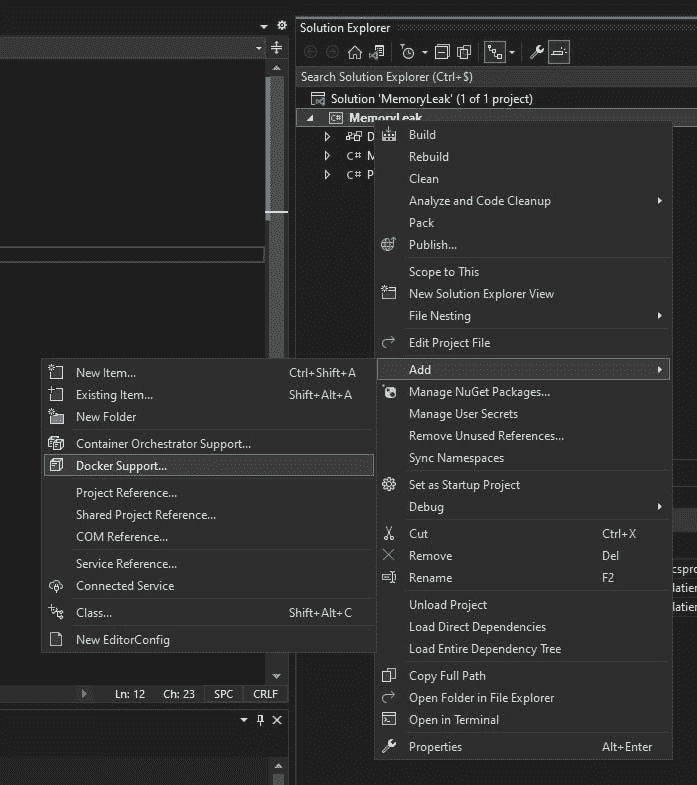 Solution Explorer
Search Solution Explorer (Ctrl+$)
Solution 'MemoryLeak' (1 of 1 project)
C# MemoryLeak
D
C# M
C# P
Build
Rebuild
Clean
Analyze and Code Cleanup
Pack
Publish...
Scope to This
New Solution Explorer View
File Nesting
Edit Project File
Add
Manage NuGet Packages...
Manage User Secrets
Remove Unused References...
Sync Namespaces
Set as Startup Project
Debug
Cut Ctrl+X
Remove Del
Rename F2
Unload Project
Load Direct Dependencies
Load Entire Dependency Tree
Copy Full Path
Open Folder in File Explorer
Open in Terminal
Properties Alt+Enter
New Item... Ctrl+Shift+A
Existing Item... Shift+Alt+A
New Folder
Container Orchestrator Support...
Docker Support...
Project Reference...
Shared Project Reference...
COM Reference...
Service Reference...
Connected Service
Class... Shift+Alt+C
New EditorConfig
csproj
Ln: 12 Ch: 23 SPC CRLF